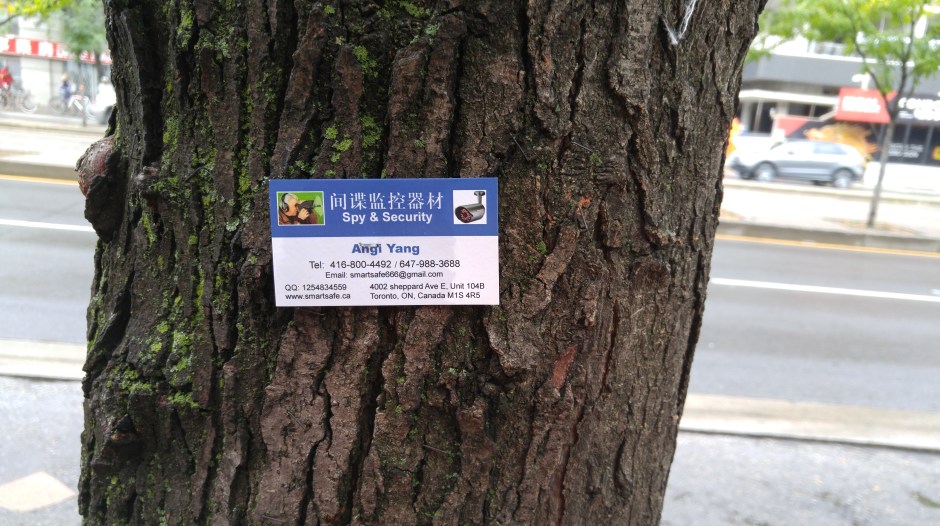 间谍监控器材
Spy & Security
Angi Yang
Tel: 416-800-4492 / 647-988-3688
Email: smartsafe666@gmail.com
QQ: 1254834559
www.smartsafe.ca
4002 sheppard Ave E, Unit 104B
Toronto, ON, Canada M1S 4R5